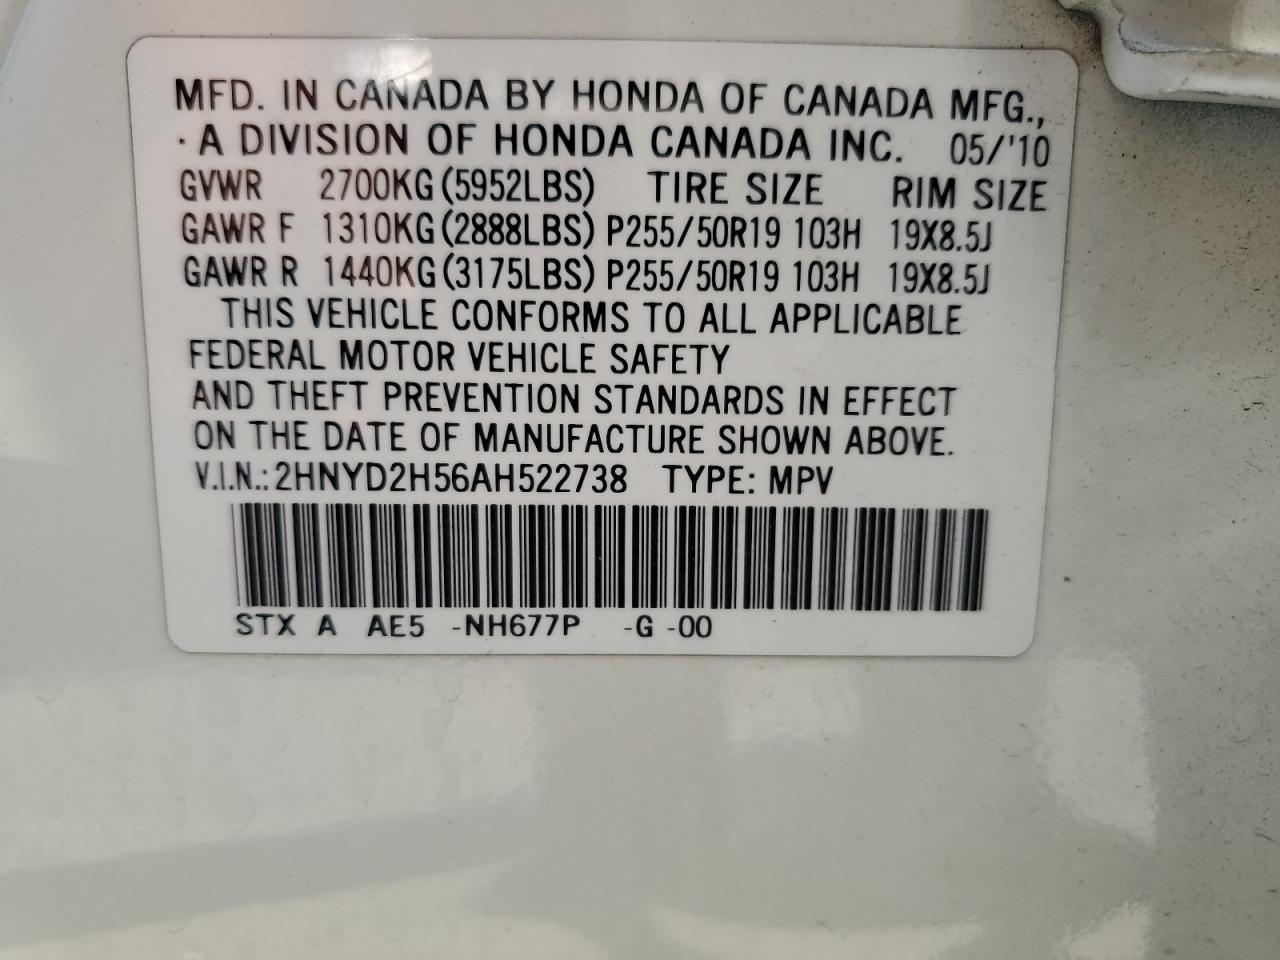 MFD. IN CANADA BY HONDA OF CANADA MFG.,
· A DIVISION OF HONDA CANADA INC. 05/'10
GVWR 2700KG (5952LBS) TIRE SIZE RIM SIZE
GAWR F 1310KG (2888LBS) P255/50R19 103H 19X8.5J
GAWR R 1440KG (3175LBS) P255/50R19 103H 19X8.5J
THIS VEHICLE CONFORMS TO ALL APPLICABLE
FEDERAL MOTOR VEHICLE SAFETY
AND THEFT PREVENTION STANDARDS IN EFFECT
ON THE DATE OF MANUFACTURE SHOWN ABOVE.
V.I.N.: 2HNYD2H56AH522738 TYPE: MPV
STX A AE5 -NH677P -G -00